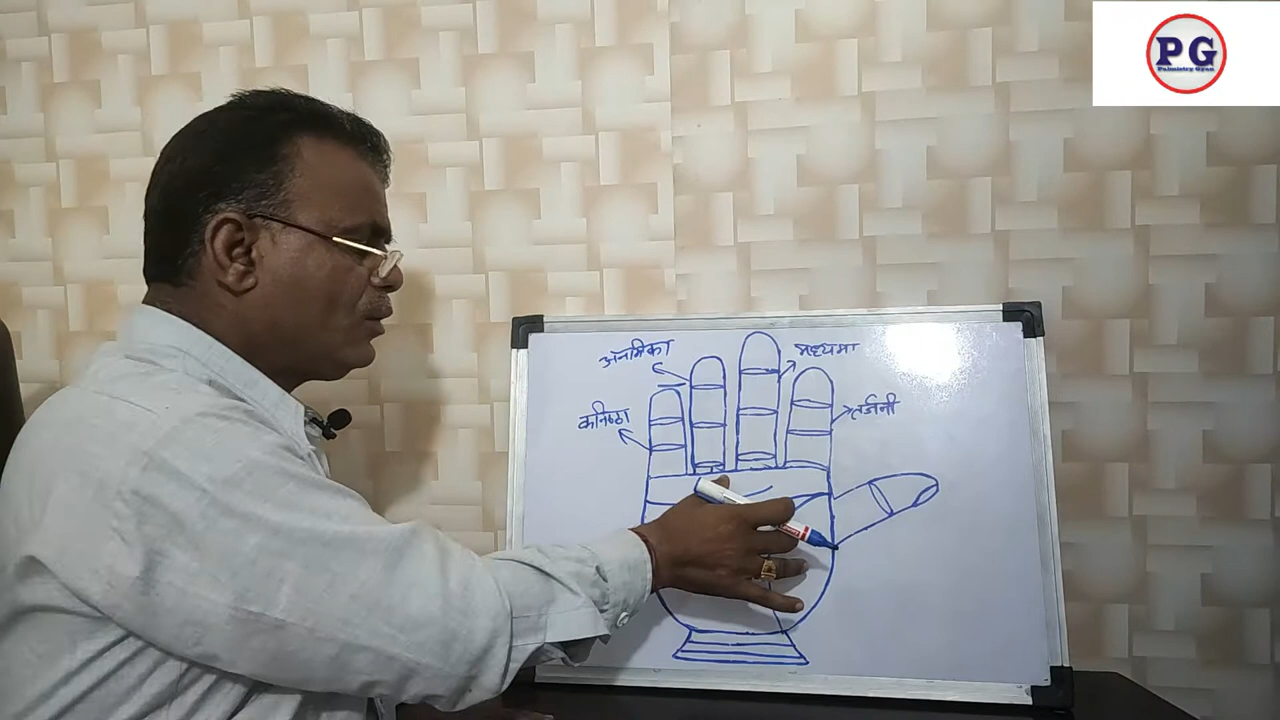 PG
Palmistry Gyan
अनामिका
मध्यमा
कनिष्ठा
तर्जनी